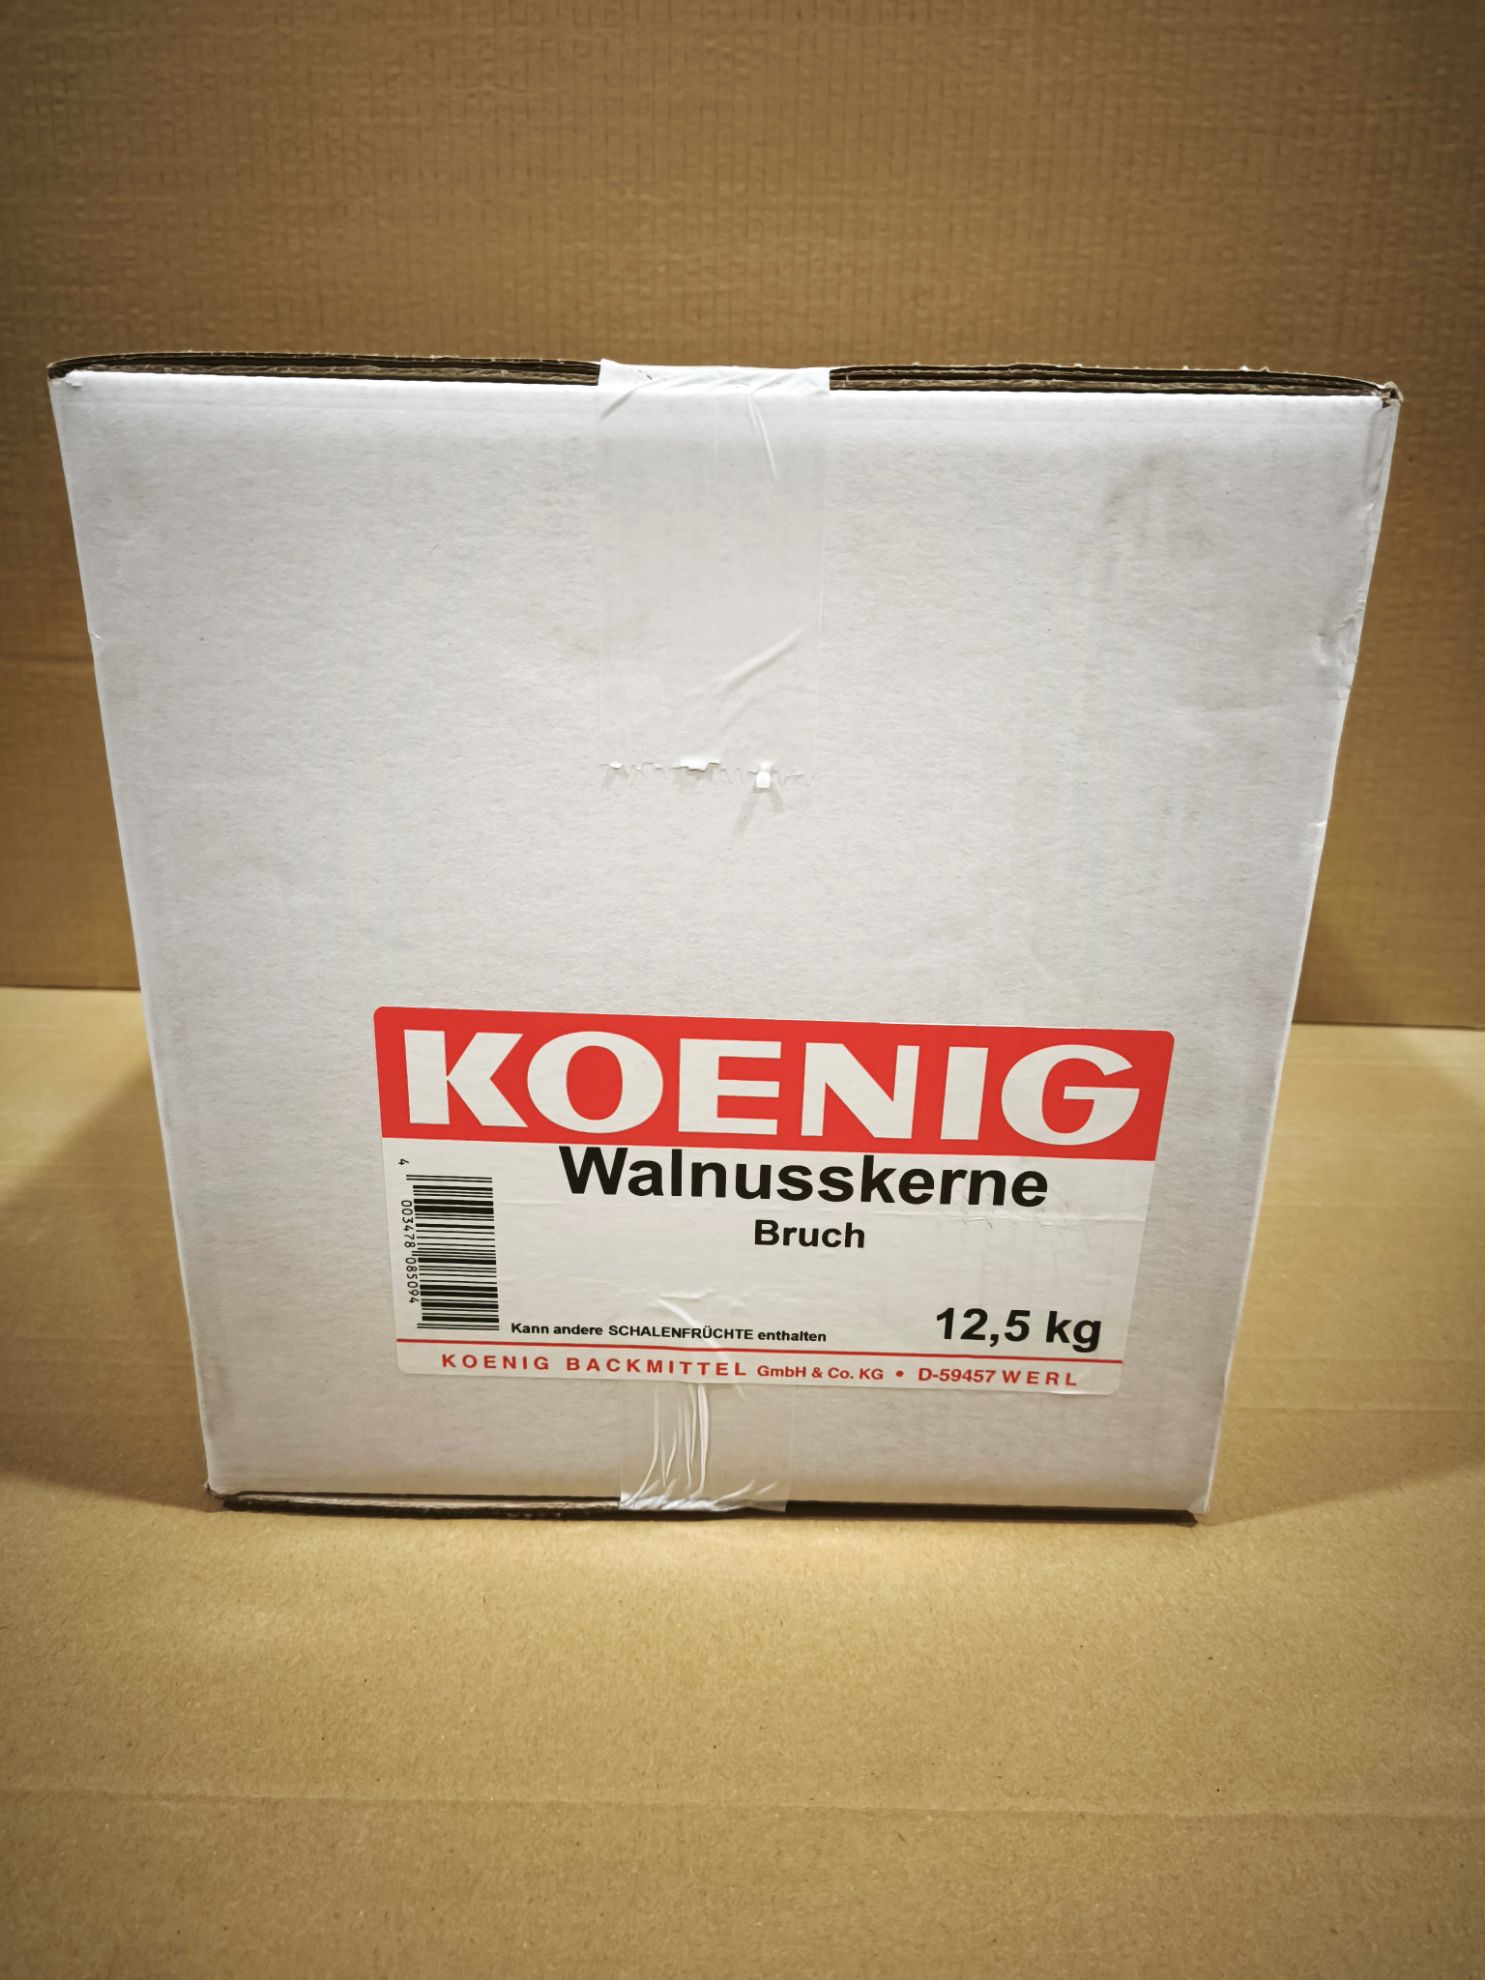 KOENIG
Walnusskerne
Bruch
4 003478 085094
12,5 kg
Kann andere SCHALENFRÜCHTE enthalten
KOENIG BACKMITTEL GmbH & Co. KG • D-59457 WERL